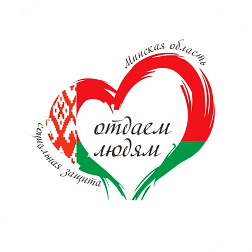 Минская область
отдаем
людям
социальная защита